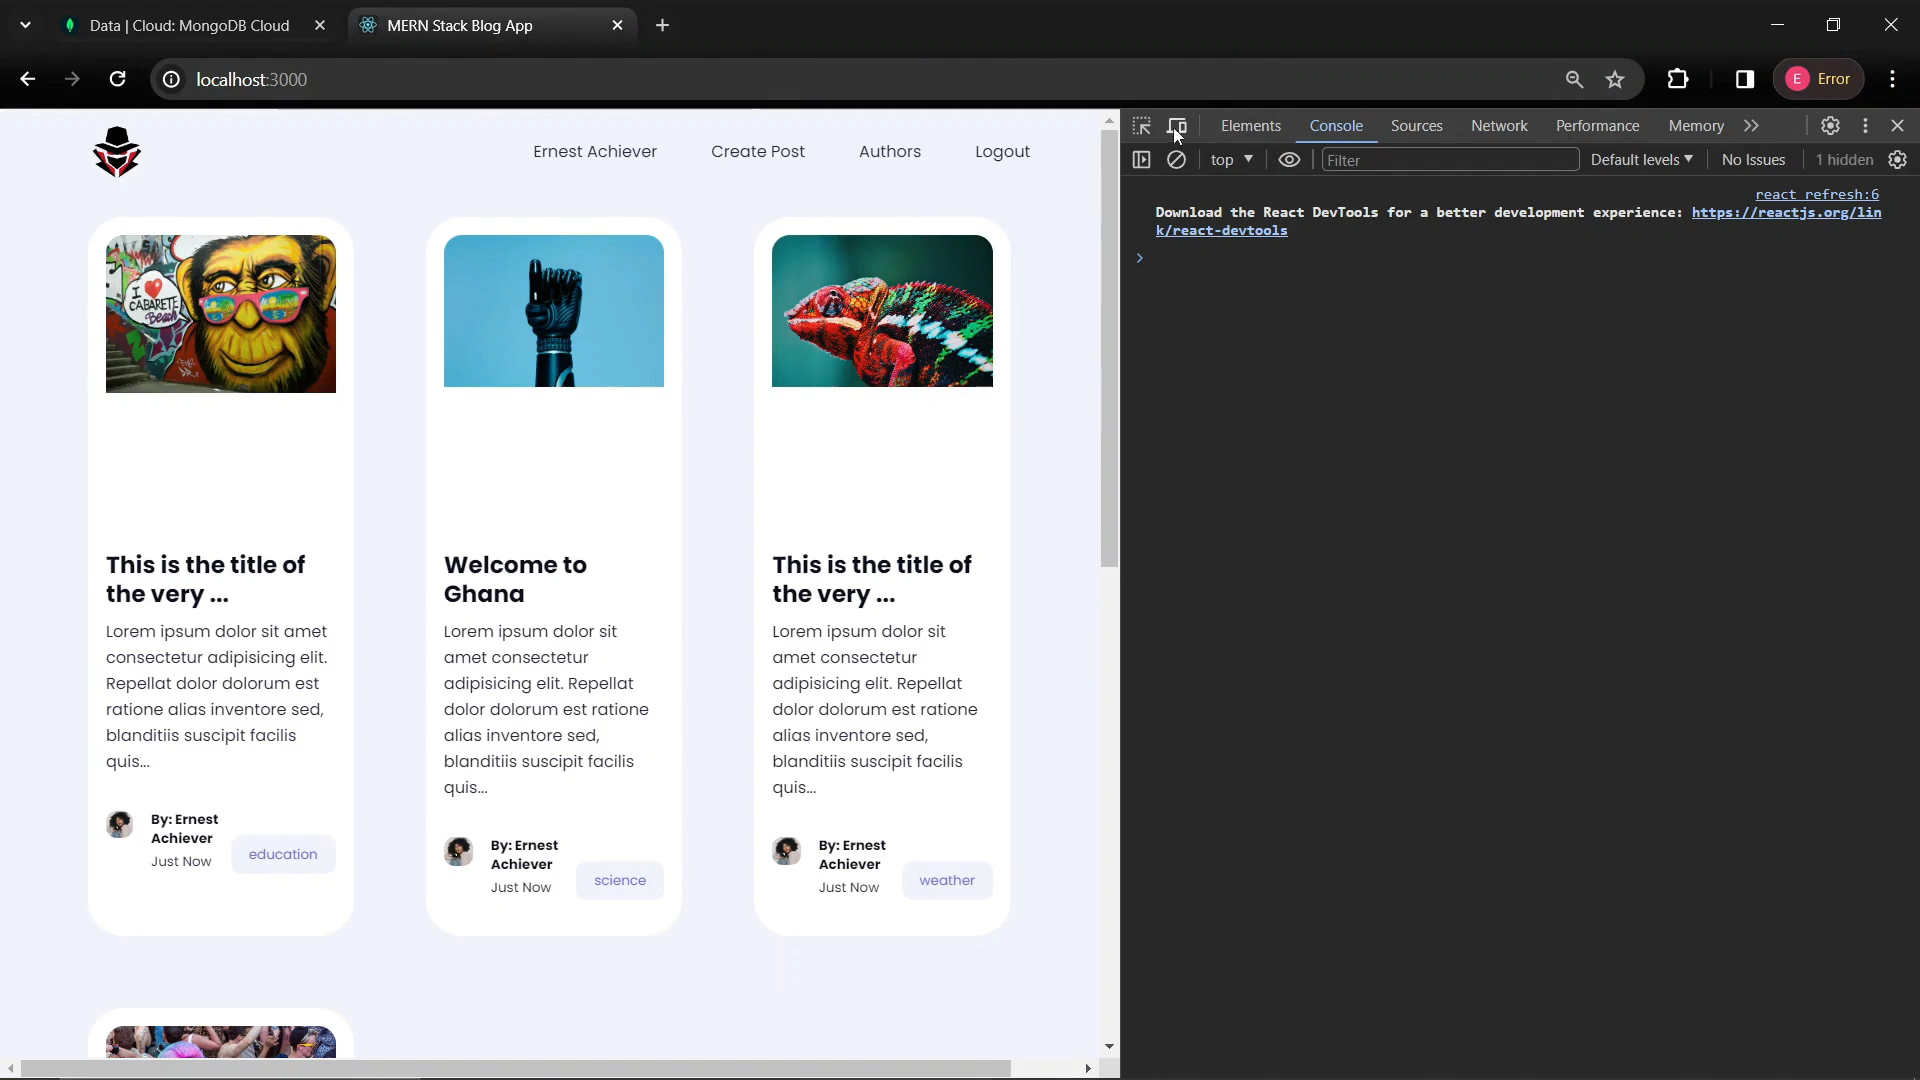 Data | Cloud: MongoDB Cloud
MERN Stack Blog App
localhost:3000
E Error
Ernest Achiever
Create Post
Authors
Logout
Elements
Console
Sources
Network
Performance
Memory
top
Filter
Default levels
No Issues
1 hidden
react refresh:6
Download the React DevTools for a better development experience: https://reactjs.org/lin
k/react-devtools
I
CABARETE
Beach
This is the title of
the very ...
Lorem ipsum dolor sit amet
consectetur adipisicing elit.
Repellat dolor dolorum est
ratione alias inventore sed,
blanditiis suscipit facilis
quis...
By: Ernest
Achiever
Just Now
education
Welcome to
Ghana
Lorem ipsum dolor sit
amet consectetur
adipisicing elit. Repellat
dolor dolorum est ratione
alias inventore sed,
blanditiis suscipit facilis
quis...
By: Ernest
Achiever
Just Now
science
This is the title of
the very ...
Lorem ipsum dolor sit
amet consectetur
adipisicing elit. Repellat
dolor dolorum est ratione
alias inventore sed,
blanditiis suscipit facilis
quis...
By: Ernest
Achiever
Just Now
weather